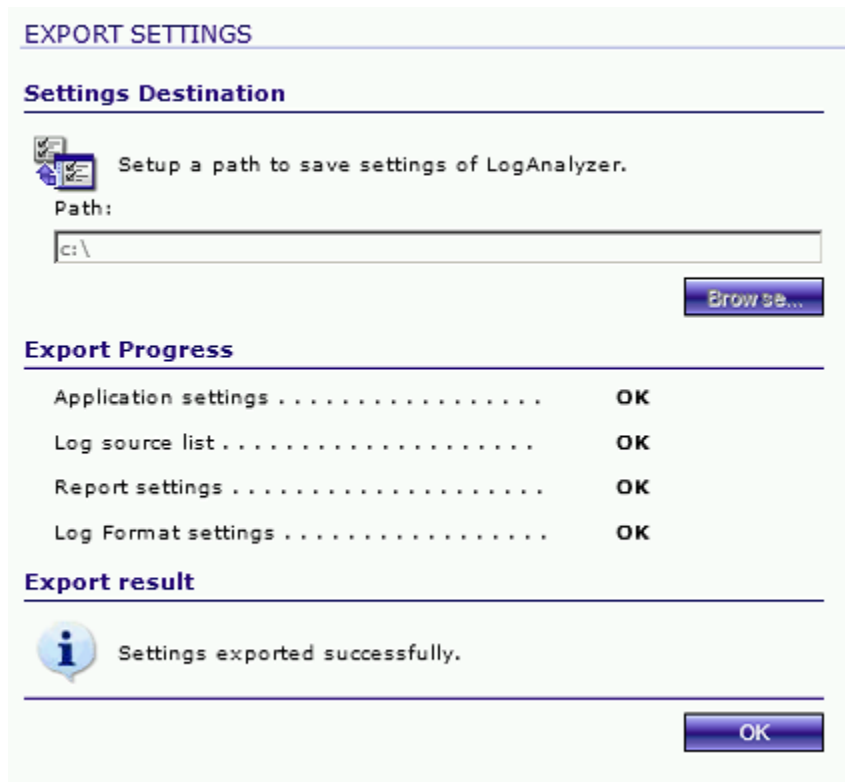 EXPORT SETTINGS
Settings Destination
Setup a path to save settings of LogAnalyzer.
Path:
c:\
Browse...
Export Progress
Application settings . . . . . . . . . . . . . . . . . OK
Log source list . . . . . . . . . . . . . . . . . . . . OK
Report settings . . . . . . . . . . . . . . . . . . . . OK
Log Format settings . . . . . . . . . . . . . . . . . OK
Export result
Settings exported successfully.
OK